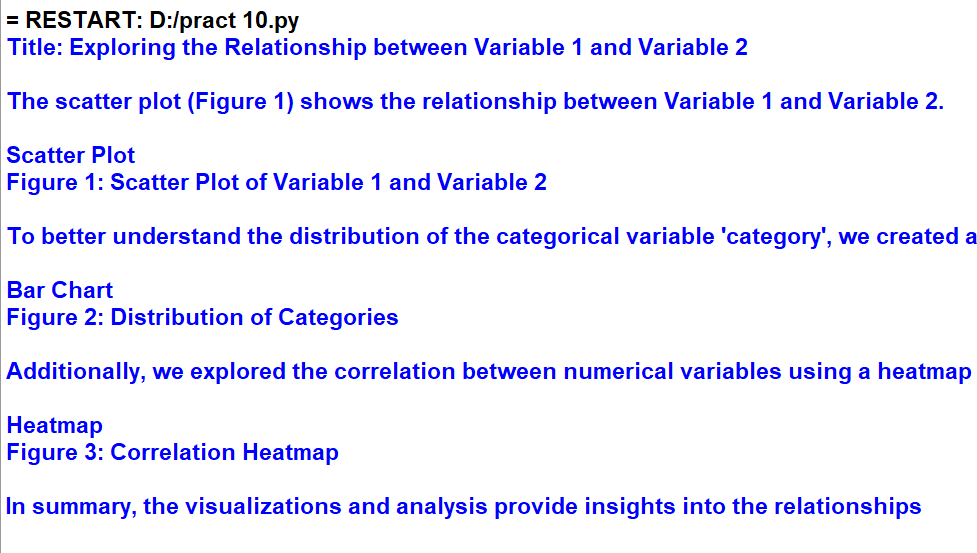 = RESTART: D:/pract 10.py
Title: Exploring the Relationship between Variable 1 and Variable 2
The scatter plot (Figure 1) shows the relationship between Variable 1 and Variable 2.
Scatter Plot
Figure 1: Scatter Plot of Variable 1 and Variable 2
To better understand the distribution of the categorical variable 'category', we created a
Bar Chart
Figure 2: Distribution of Categories
Additionally, we explored the correlation between numerical variables using a heatmap
Heatmap
Figure 3: Correlation Heatmap
In summary, the visualizations and analysis provide insights into the relationships